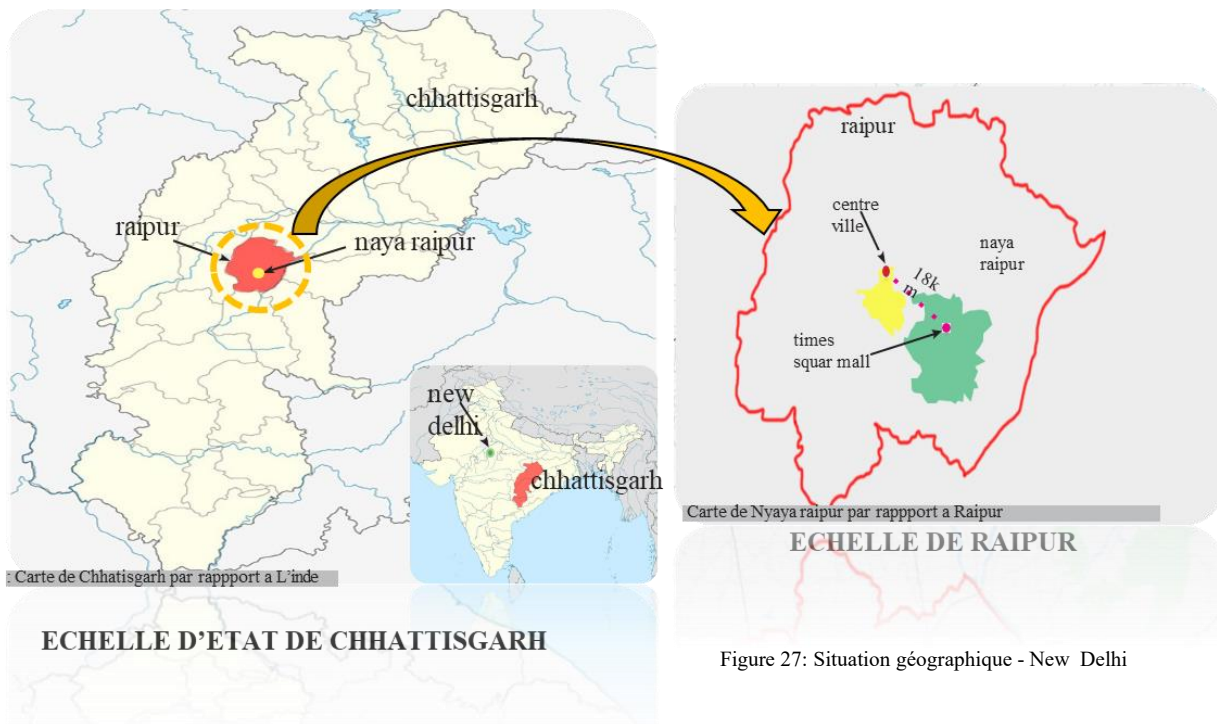 chhattisgarh
raipur
naya raipur
new
delhi
chhattisgarh
: Carte de Chhatisgarh par rappport a L'inde
ECHELLE D'ETAT DE CHHATTISGARH
raipur
centre
ville
naya
raipur
18k
m
times
squar mall
Carte de Nyaya raipur par rappport a Raipur
ECHELLE DE RAIPUR
Figure 27: Situation géographique - New Delhi